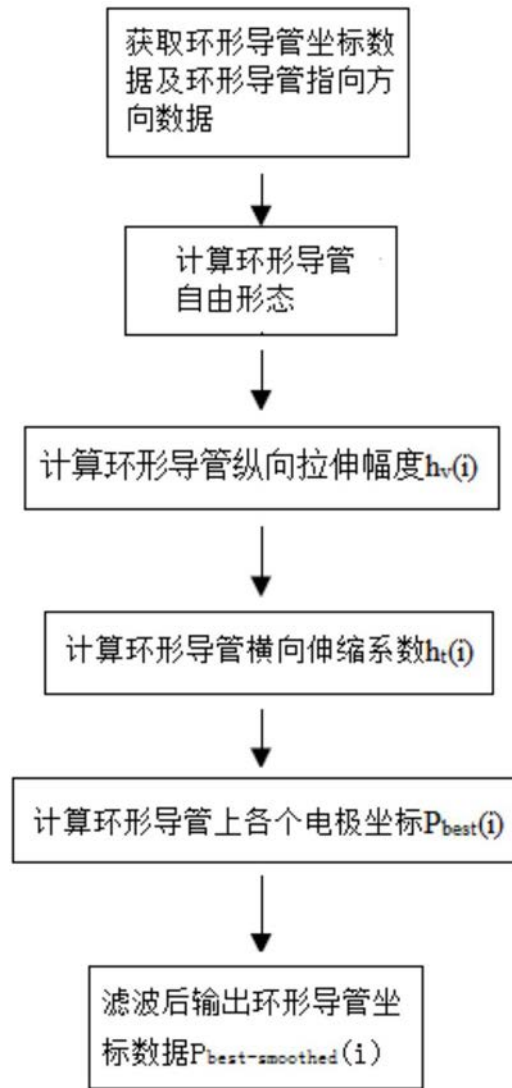 获取环形导管坐标数
据及环形导管指向方
向数据
计算环形导管
自由形态
计算环形导管纵向拉伸幅度hv(i)
计算环形导管横向伸缩系数ht(i)
计算环形导管上各个电极坐标Pbest(i)
滤波后输出环形导管坐
标数据Pbest-smoothed(i)